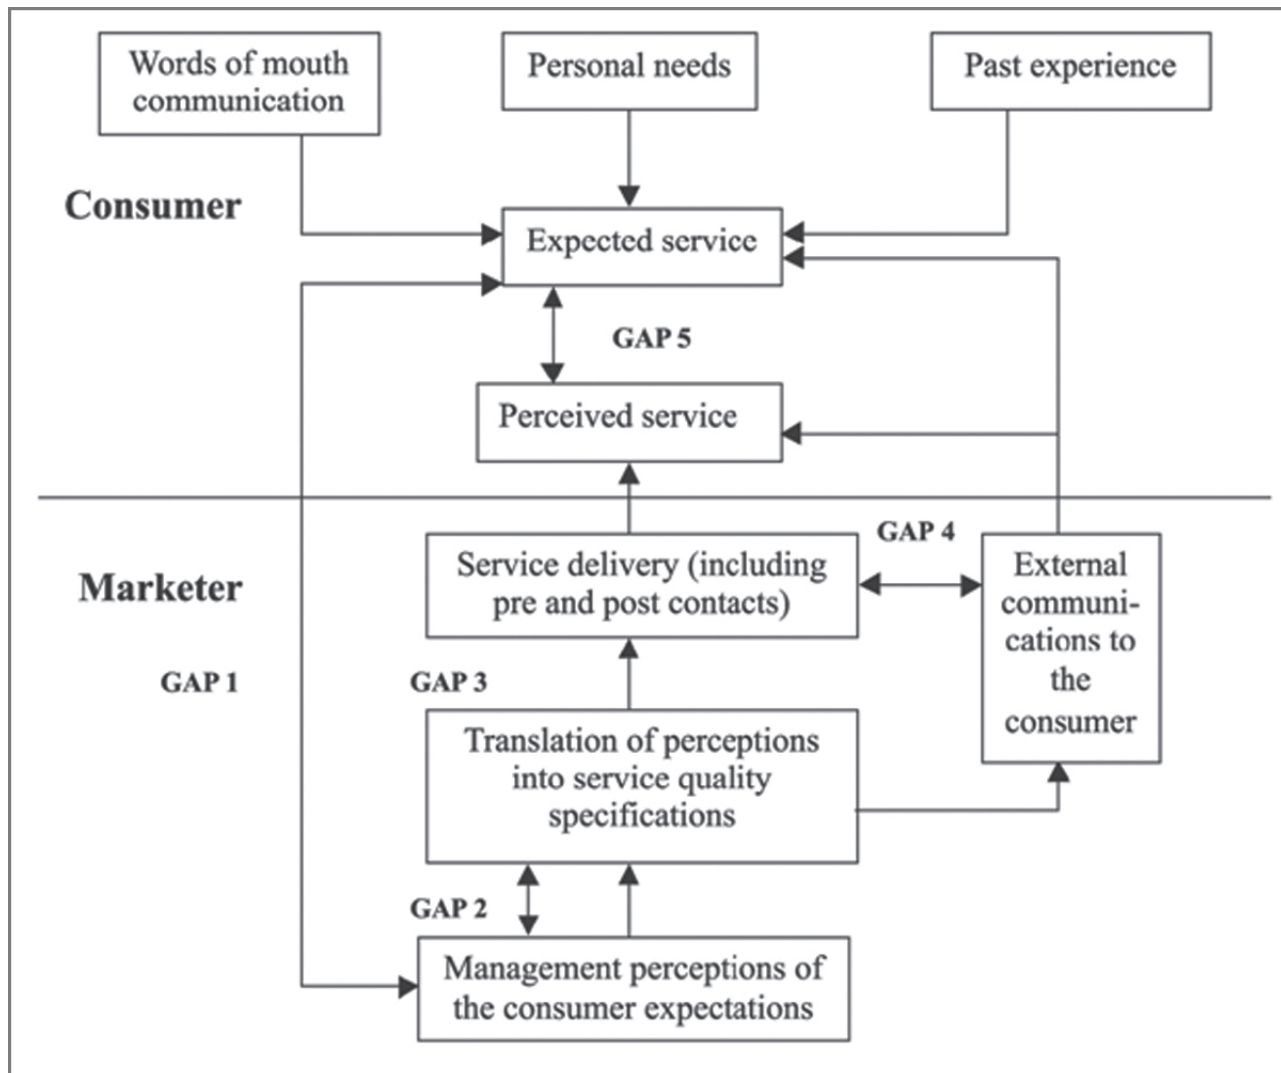 Words of mouth
communication
Personal needs
Past experience
Consumer
Expected service
GAP 5
Perceived service
GAP 4
Marketer
Service delivery (including
pre and post contacts)
External
communi-
cations to
the
consumer
GAP 1
GAP 3
Translation of perceptions
into service quality
specifications
GAP 2
Management perceptions of
the consumer expectations